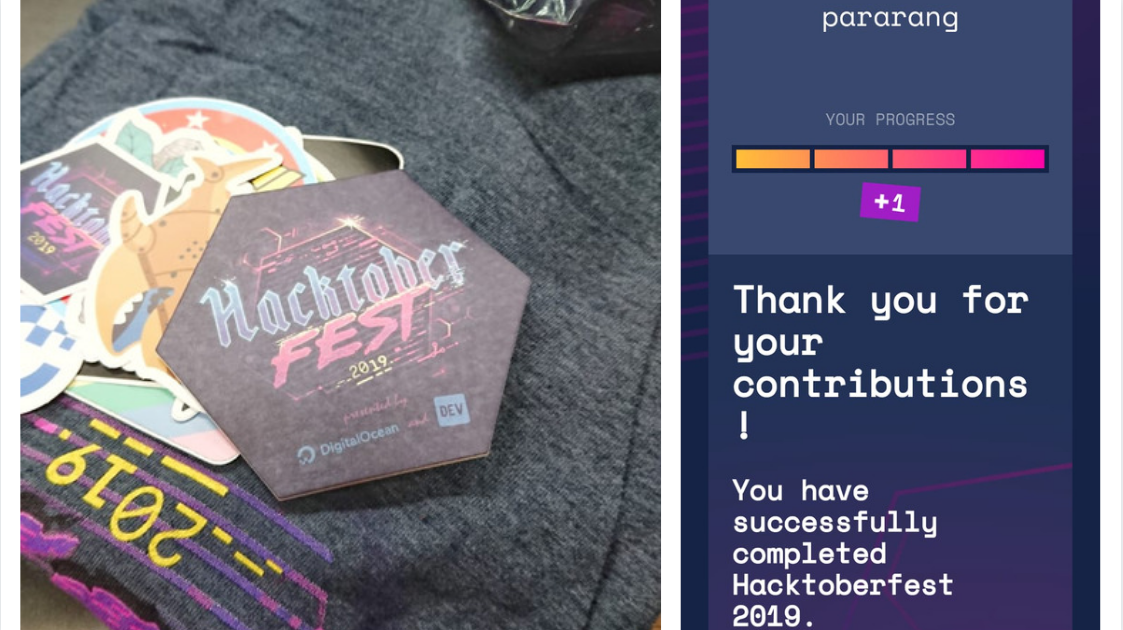 Hacktober
FEST
2019
Hacktober
FEST
2019
presented by
DigitalOcean
and
DEV
2019
pararang
YOUR PROGRESS
+1
Thank you for
your
contributions
!
You have
successfully
completed
Hacktoberfest
2019.